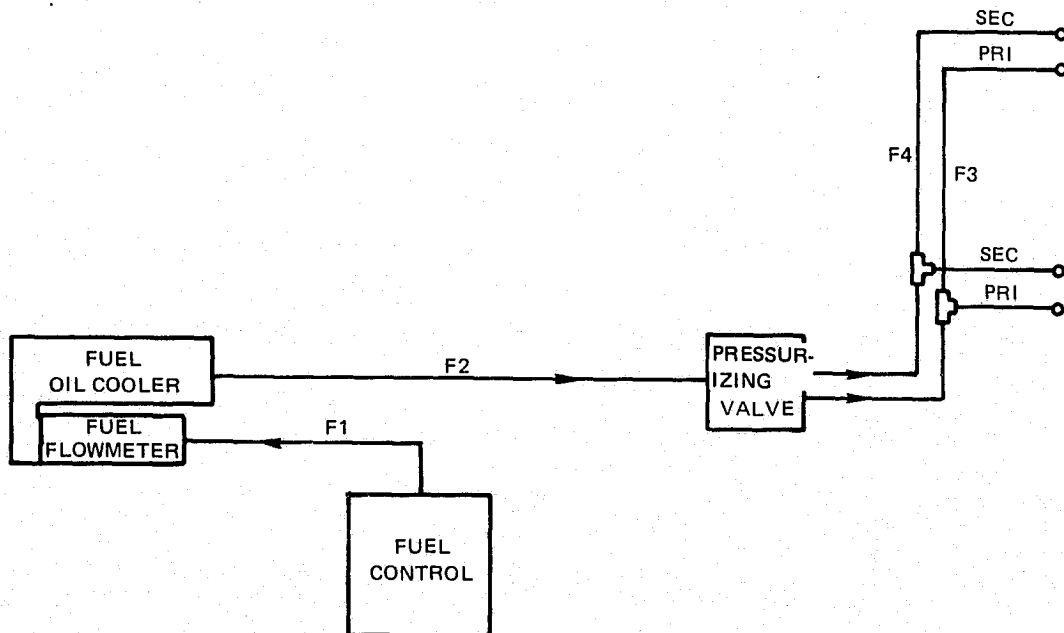 SEC
PRI
F4
F3
SEC
PRI
FUEL
OIL COOLER
F2
PRESSUR-
IZING
VALVE
FUEL
FLOWMETER
F1
FUEL
CONTROL